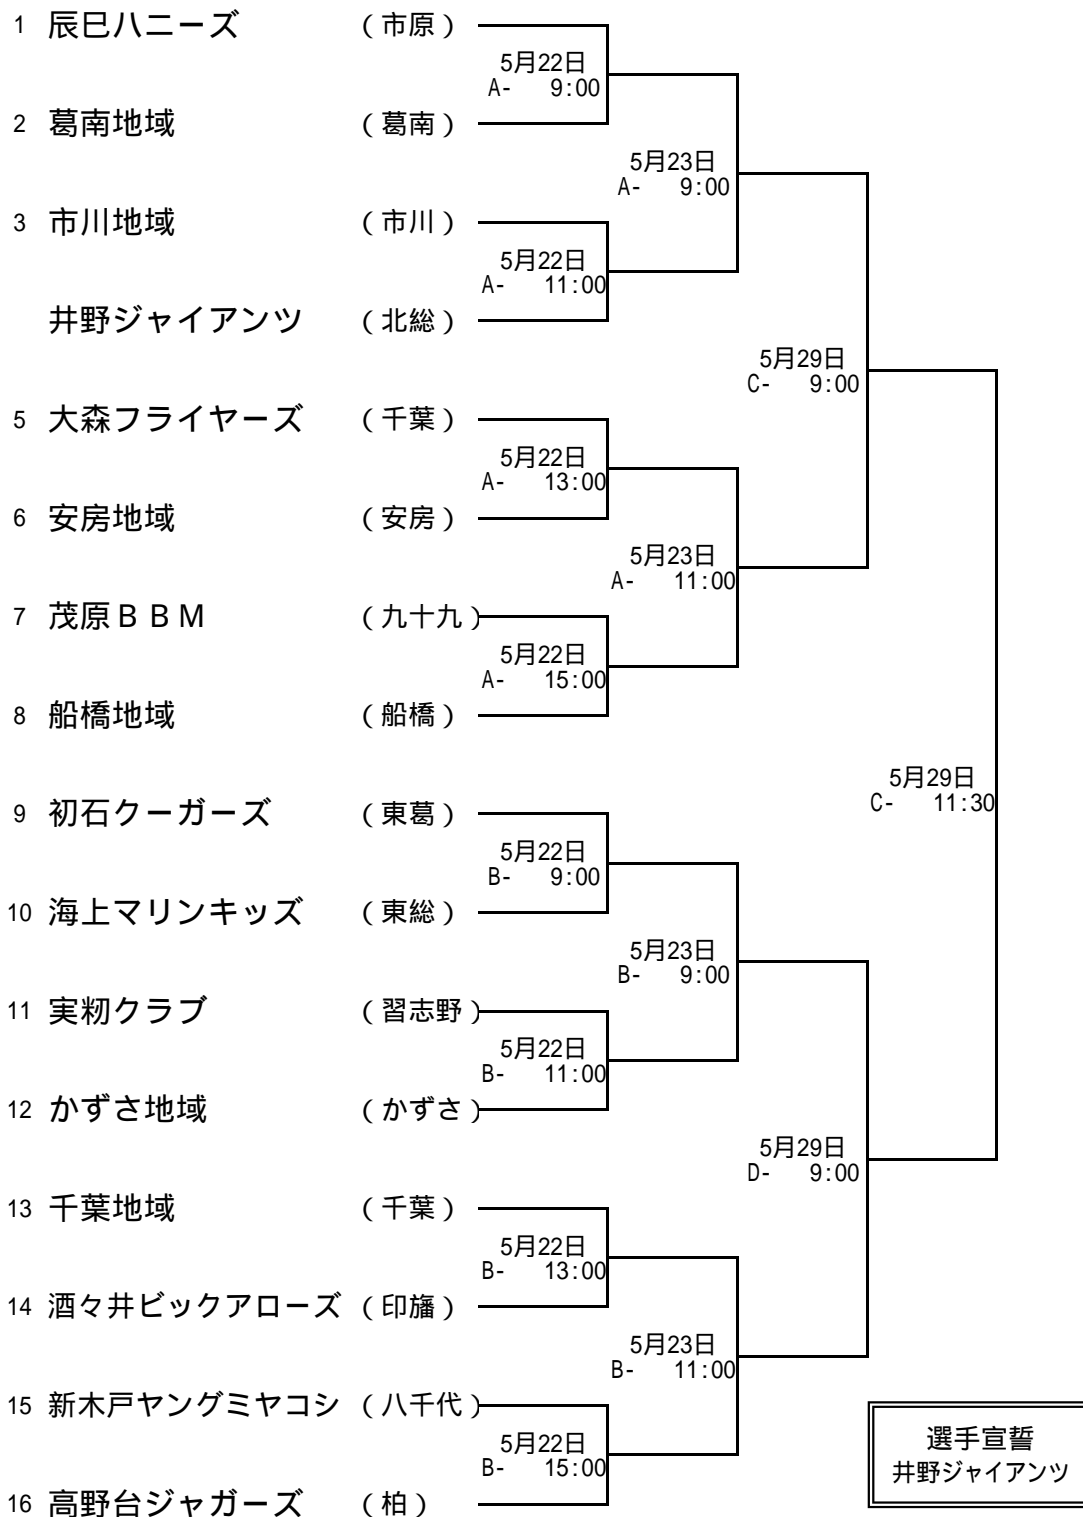 1 辰巳ハニーズ （市原）
5月22日
A- 9:00
2 葛南地域 （葛南）
5月23日
A- 9:00
3 市川地域 （市川）
5月22日
A- 11:00
井野ジャイアンツ （北総）
5月29日
C- 9:00
5 大森フライヤーズ （千葉）
5月22日
A- 13:00
6 安房地域 （安房）
5月23日
A- 11:00
7 茂原ＢＢＭ （九十九）
5月22日
A- 15:00
8 船橋地域 （船橋）
5月29日
C- 11:30
9 初石クーガーズ （東葛）
5月22日
B- 9:00
10 海上マリンキッズ （東総）
5月23日
B- 9:00
11 実籾クラブ （習志野）
5月22日
B- 11:00
12 かずさ地域 （かずさ）
5月29日
D- 9:00
13 千葉地域 （千葉）
5月22日
B- 13:00
14 酒々井ビックアローズ （印旛）
5月23日
B- 11:00
15 新木戸ヤングミヤコシ （八千代）
5月22日
B- 15:00
16 高野台ジャガーズ （柏）
選手宣誓
井野ジャイアンツ